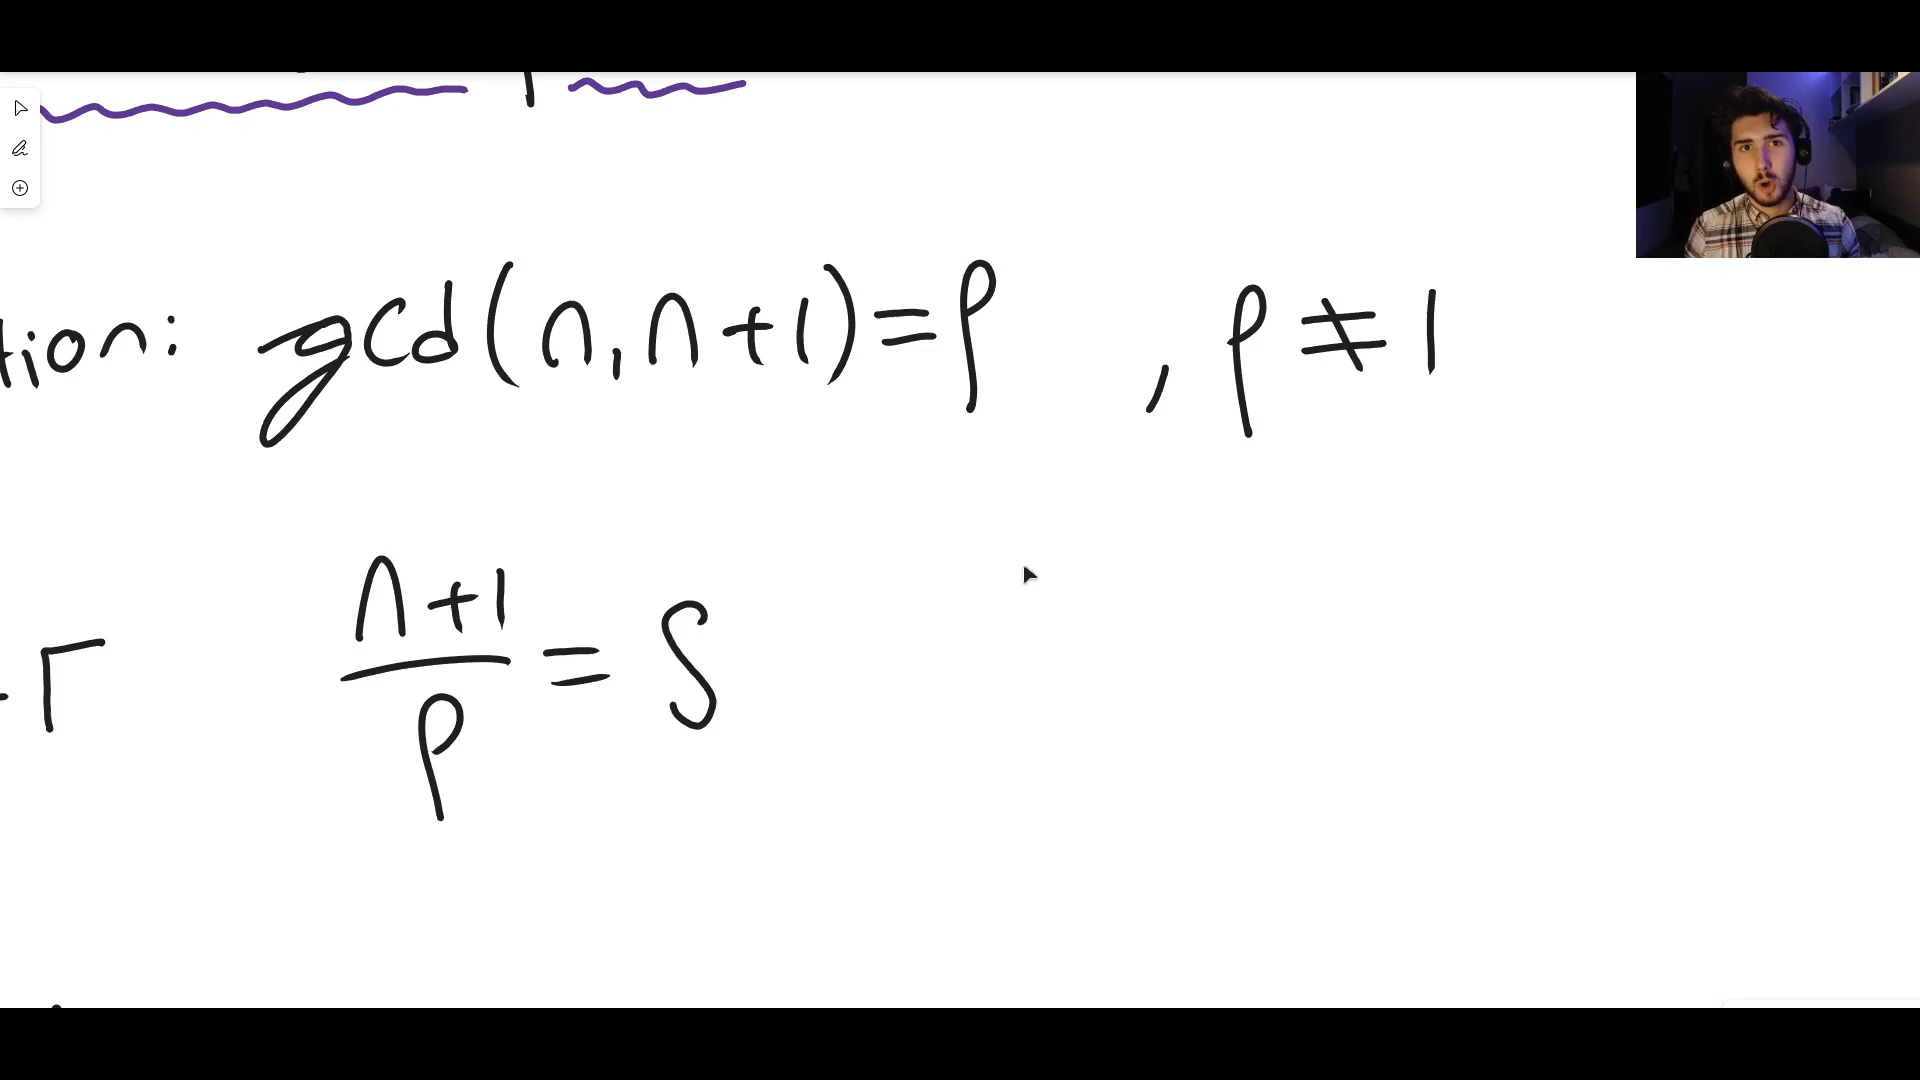 tion: gcd(n,n+1)=p , p≠1
r n+1/p = s